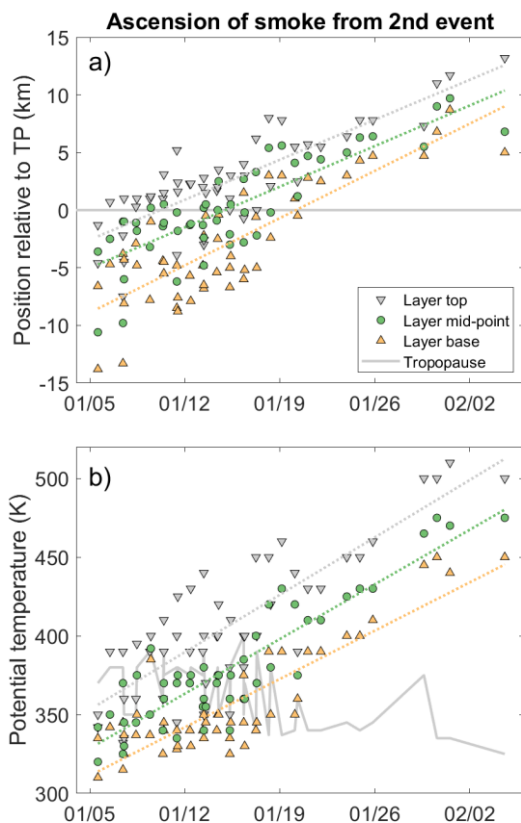 Ascension of smoke from 2nd event
a)
Position relative to TP (km)
15
10
5
0
-5
-10
-15
Layer top
Layer mid-point
Layer base
Tropopause
01/05 01/12 01/19 01/26 02/02
b)
Potential temperature (K)
500
450
400
350
300
01/05 01/12 01/19 01/26 02/02